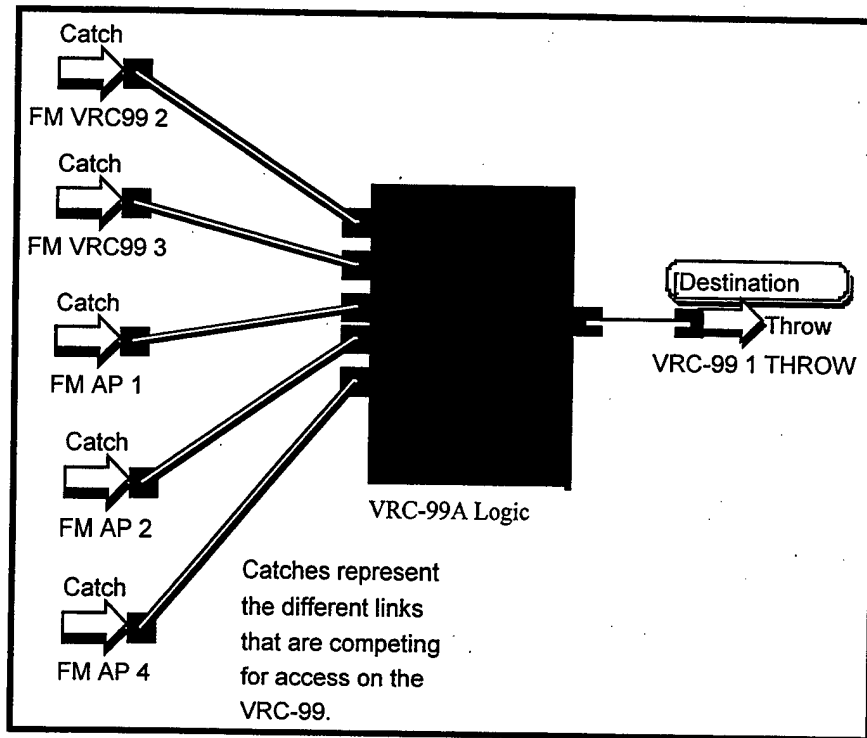 Catch
FM VRC99 2
Catch
FM VRC99 3
Catch
FM AP 1
Catch
FM AP 2
Catch
FM AP 4
VRC-99A Logic
Destination
Throw
VRC-99 1 THROW
Catches represent
the different links
that are competing
for access on the
VRC-99.